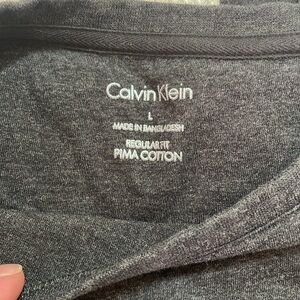 Calvin Klein
L
MADE IN BANGLADESH
REGULAR FIT
PIMA COTTON